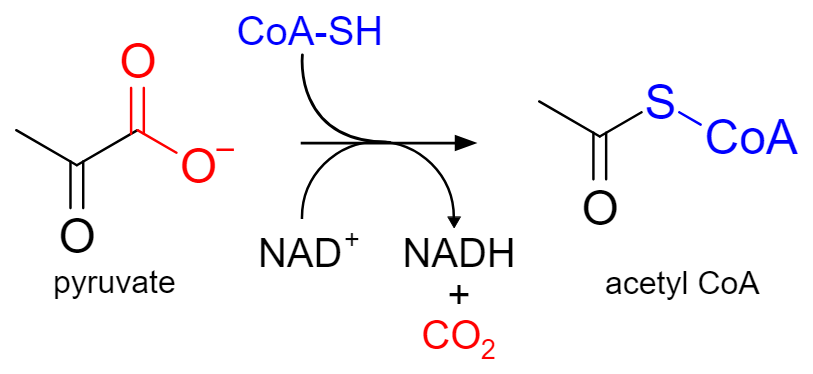 CoA-SH
O
O⁻
O
pyruvate
NAD⁺
NADH
+
CO₂
S
CoA
O
acetyl CoA